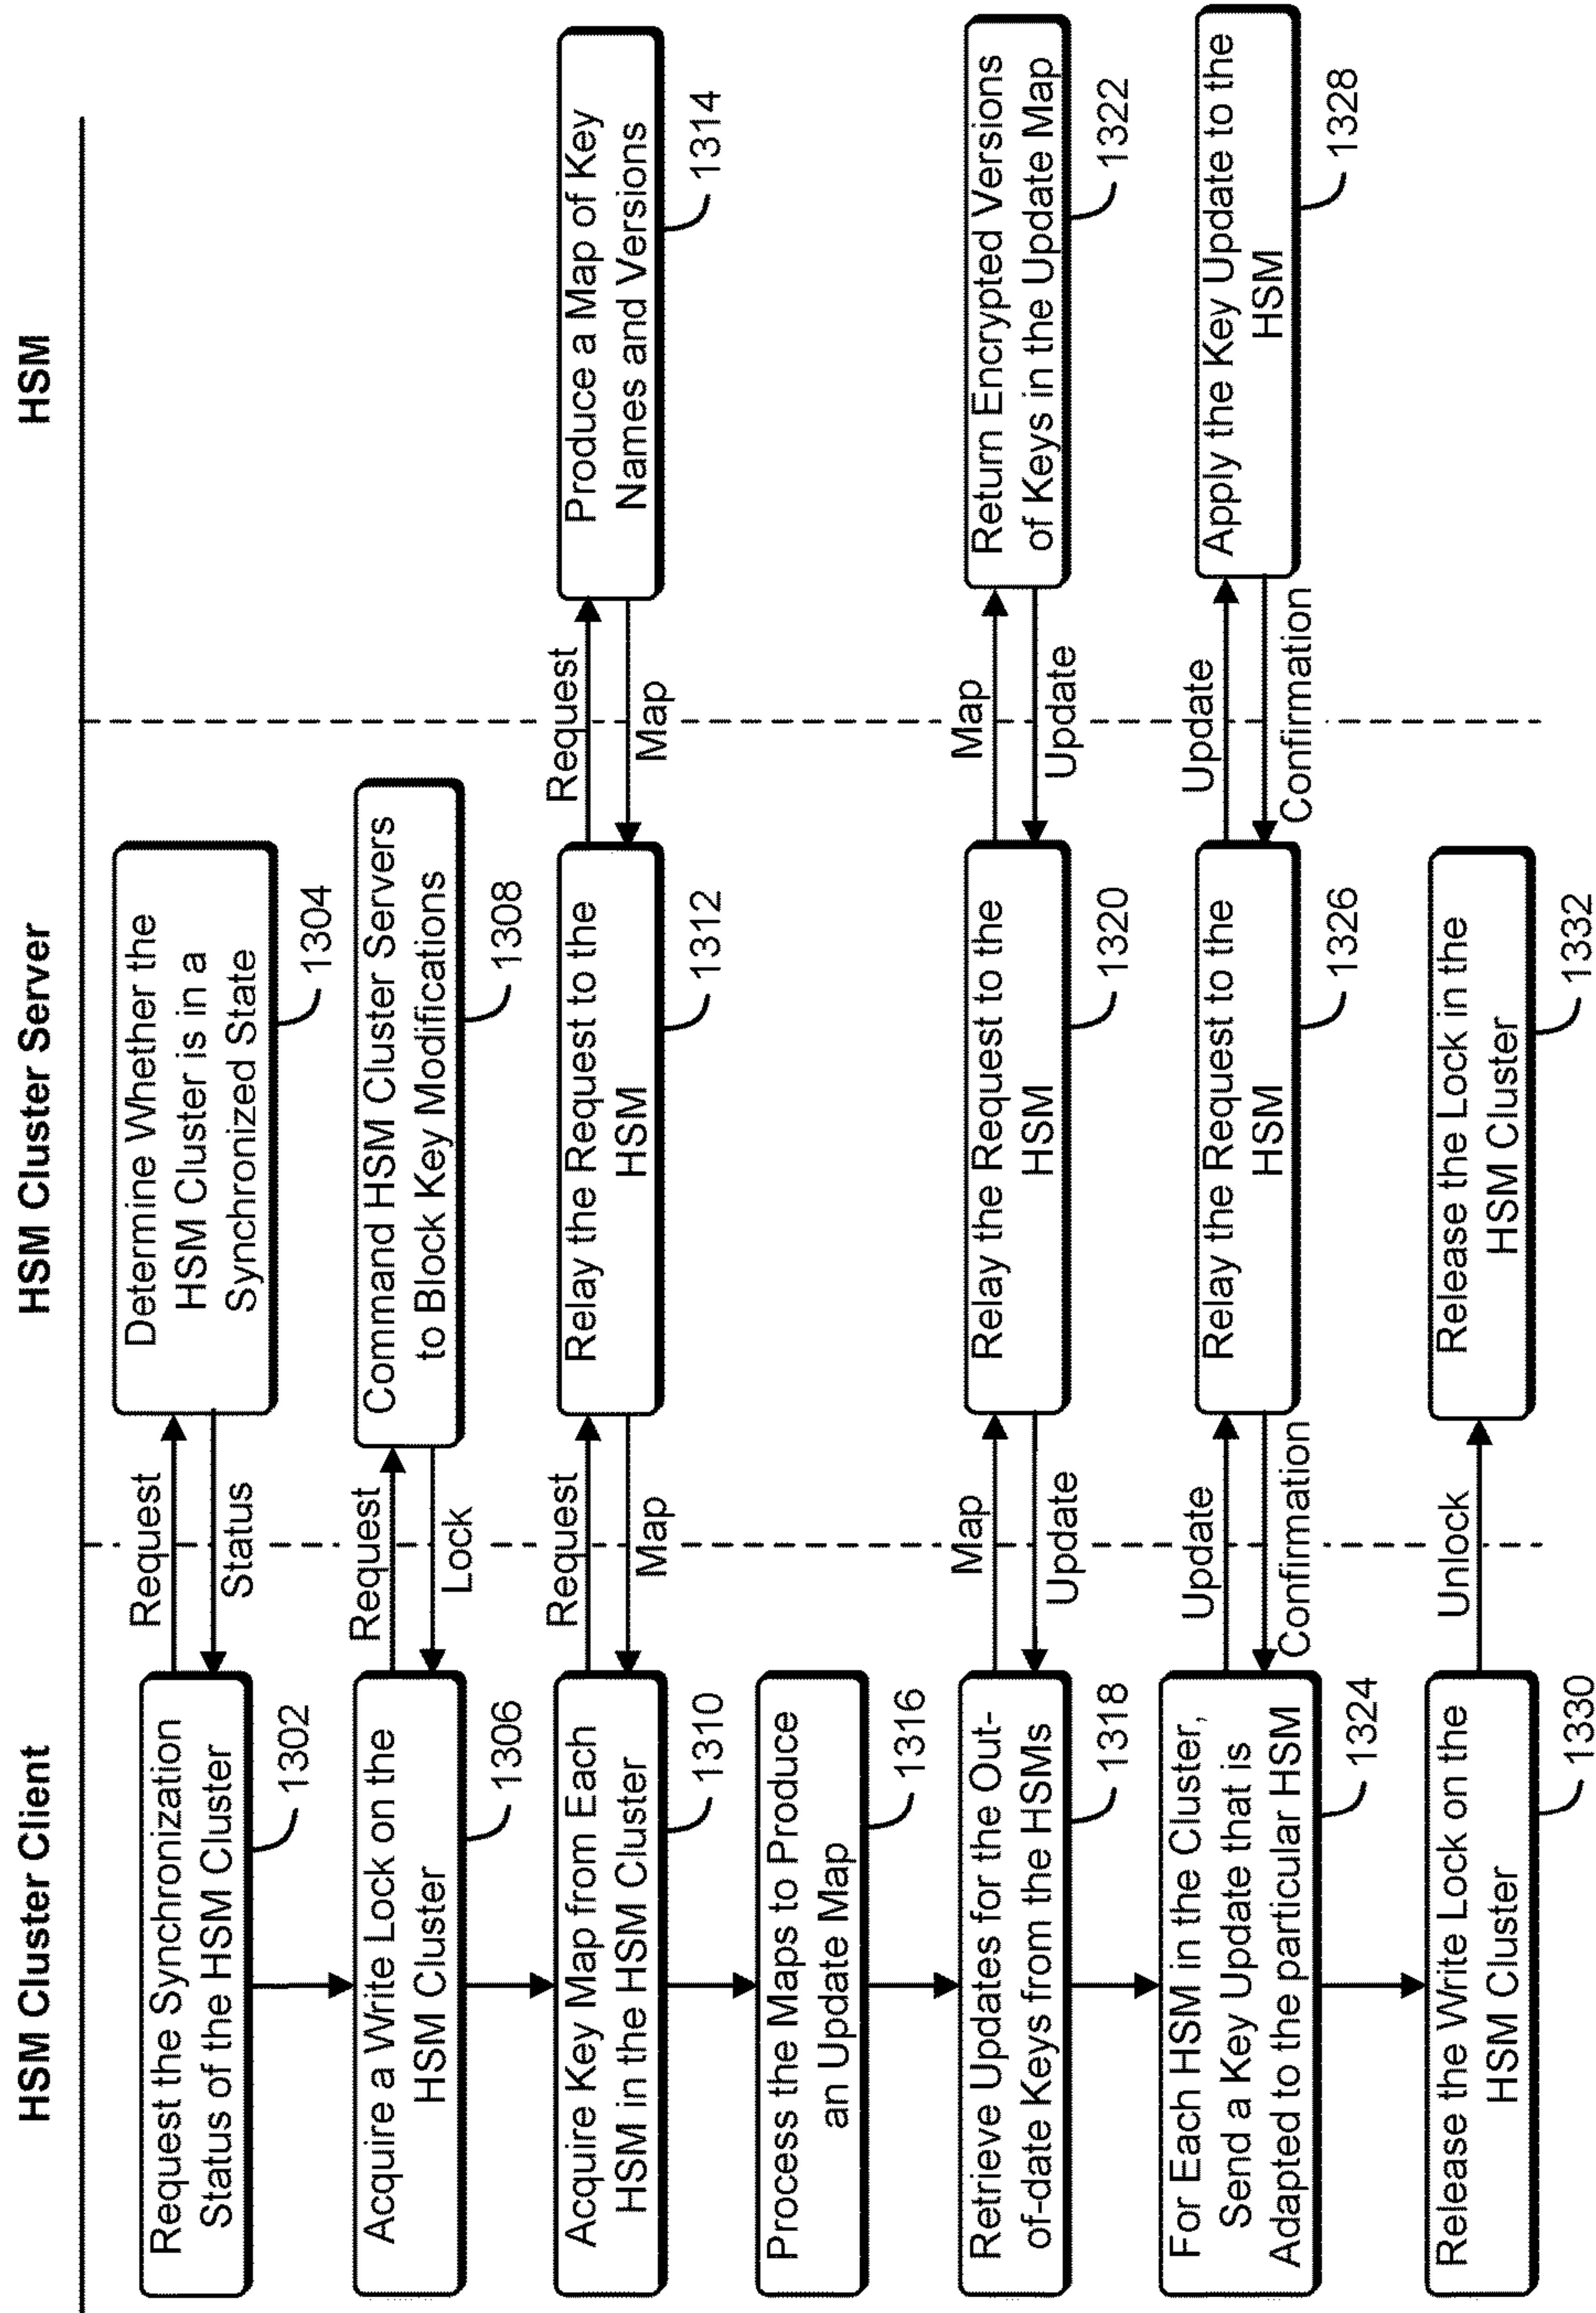 HSM Cluster Client
HSM Cluster Server
HSM
Request the Synchronization
Status of the HSM Cluster
1302
Request
Status
Determine Whether the
HSM Cluster is in a
Synchronized State
1304
Acquire a Write Lock on the
HSM Cluster
1306
Request
Lock
Command HSM Cluster Servers
to Block Key Modifications
1308
Acquire Key Map from Each
HSM in the HSM Cluster
1310
Request
Map
Relay the Request to the
HSM
1312
Request
Map
Produce a Map of Key
Names and Versions
1314
Process the Maps to Produce
an Update Map
1316
Retrieve Updates for the Out-
of-date Keys from the HSMs
1318
Map
Update
Relay the Request to the
HSM
1320
Map
Update
Return Encrypted Versions
of Keys in the Update Map
1322
For Each HSM in the Cluster,
Send a Key Update that is
Adapted to the particular HSM
1324
Update
Confirmation
Relay the Request to the
HSM
1326
Update
Confirmation
Apply the Key Update to the
HSM
1328
Release the Write Lock on the
HSM Cluster
1330
Unlock
Release the Lock in the
HSM Cluster
1332